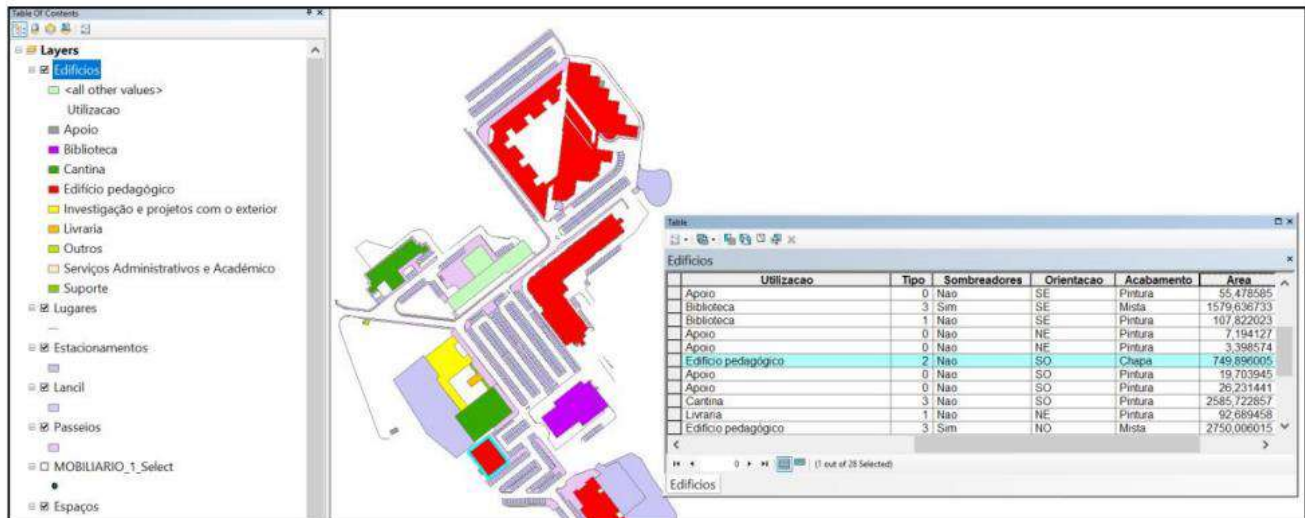 Table Of Contents
Layers
Edificios
<all other values>
Utilizacao
Apoio
Biblioteca
Cantina
Edifício pedagógico
Investigação e projetos com o exterior
Livraria
Outros
Serviços Administrativos e Académico
Suporte
Lugares
Estacionamentos
Lancil
Passeios
MOBILIARIO_1_Select
Espaços
Table
Edificios
Utilizacao Tipo Sombreadores Orientacao Acabamento Area
Apoio 0 Nao SE Pintura 55,478585
Biblioteca 3 Sim SE Mista 1579,636733
Biblioteca 1 Nao SE Pintura 107,822023
Apoio 0 Nao NE Pintura 7,194127
Apoio 0 Nao NE Pintura 3,398574
Edifício pedagógico 2 Nao SO Chapa 749,896005
Apoio 0 Nao SO Pintura 19,703945
Apoio 0 Nao SO Pintura 26,231441
Cantina 3 Nao SO Pintura 2585,722857
Livraria 1 Nao NE Pintura 92,689458
Edifício pedagógico 3 Sim NO Mista 2750,006015
0 (1 out of 28 Selected)
Edificios